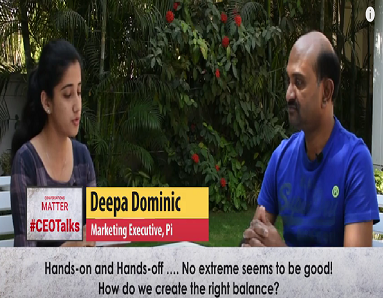 CONVERSATIONS
MATTER
#CEOTalks
Deepa Dominic
Marketing Executive, Pi
Hands-on and Hands-off .... No extreme seems to be good!
How do we create the right balance?